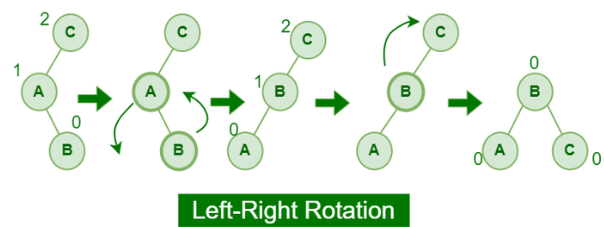 2 C
1 A
0 B
C
A
B
2 C
1 B
0 A
C
B
A
0
B
0 A C 0
Left-Right Rotation